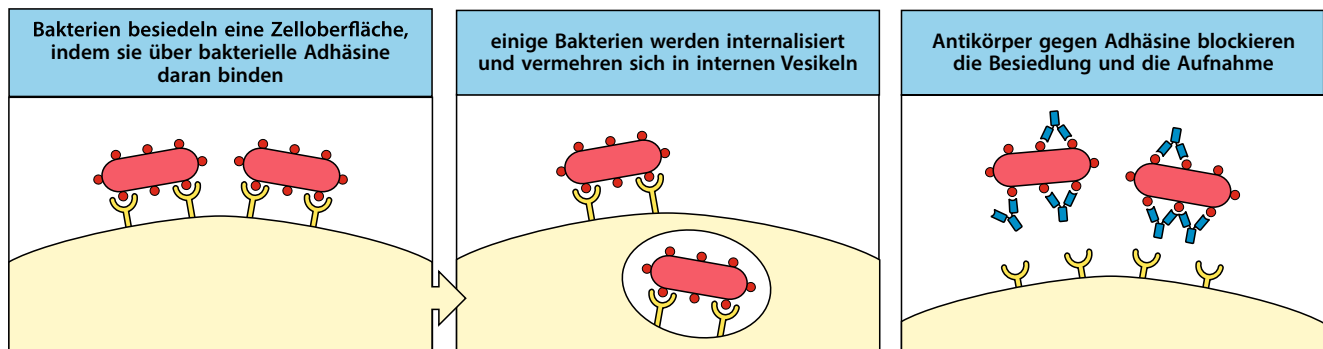 Bakterien besiedeln eine Zelloberfläche,
indem sie über bakterielle Adhäsine
daran binden
einige Bakterien werden internalisiert
und vermehren sich in internen Vesikeln
Antikörper gegen Adhäsine blockieren
die Besiedlung und die Aufnahme